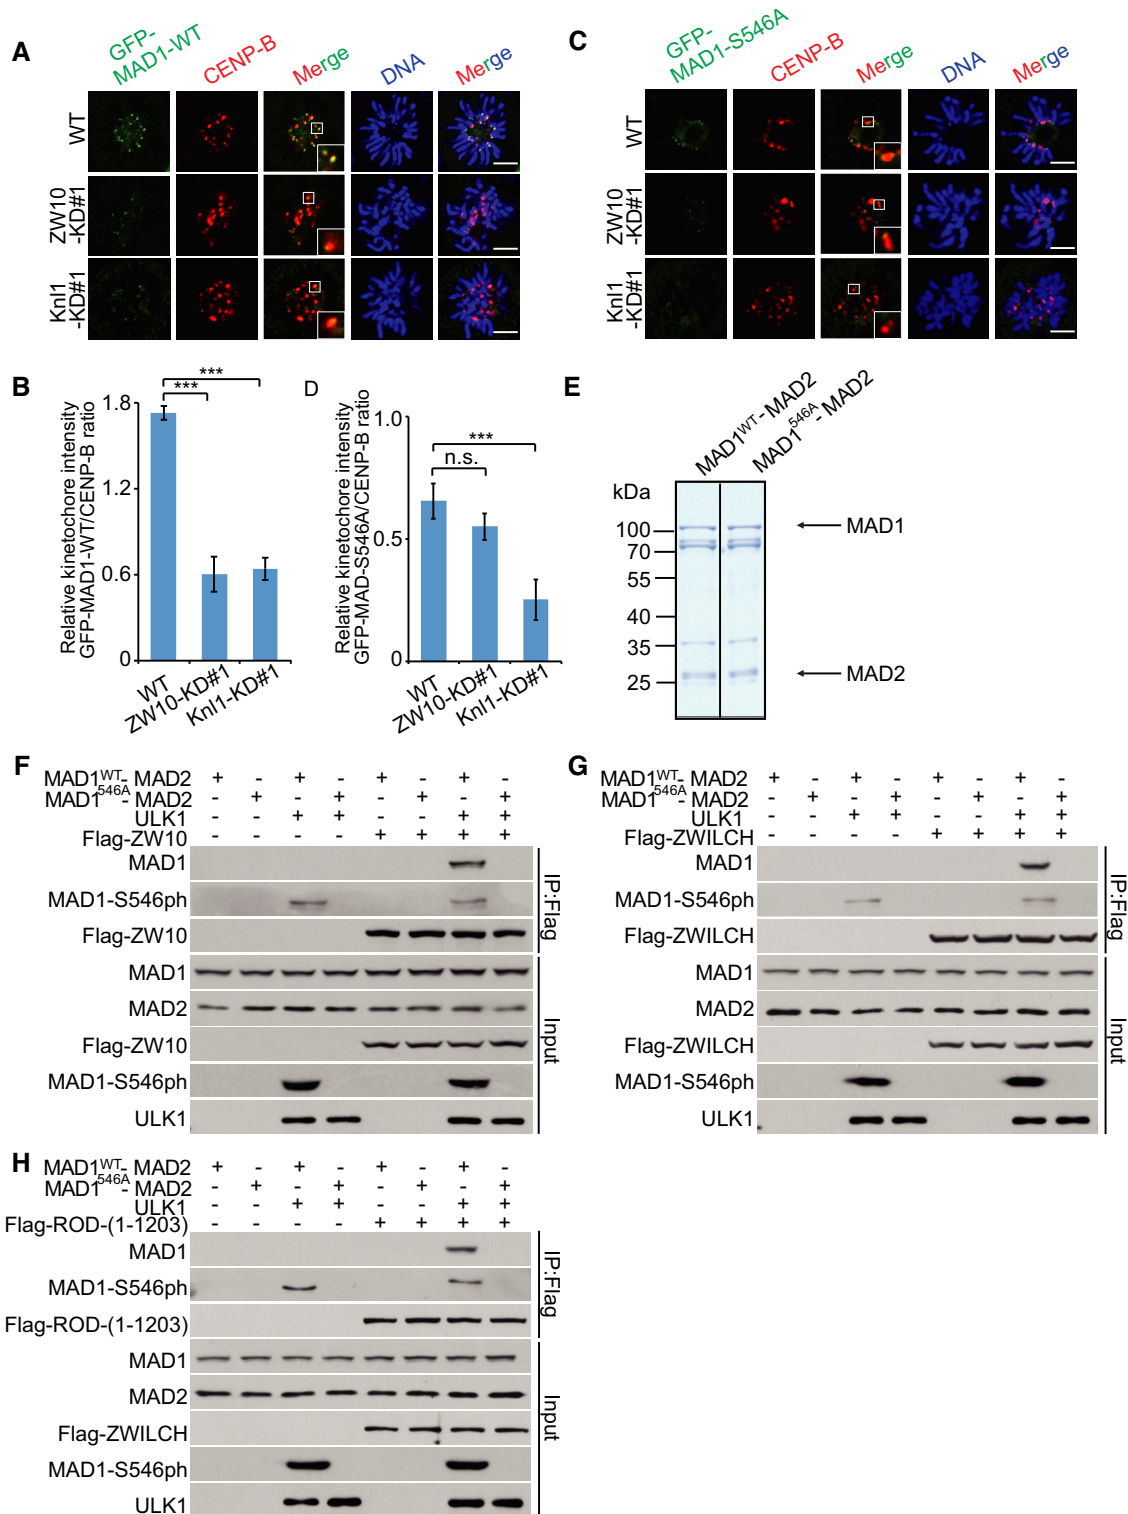 A
GFP-
MAD1-WT
CENP-B
Merge
DNA
Merge
WT
ZW10
-KD#1
Knl1
-KD#1
C
GFP-
MAD1-S546A
CENP-B
Merge
DNA
Merge
WT
ZW10
-KD#1
Knl1
-KD#1
B
Relative kinetochore intensity
GFP-MAD1-WT/CENP-B ratio
1.8
1.2
0.6
0
***
***
WT
ZW10-KD#1
Knl1-KD#1
D
Relative kinetochore intensity
GFP-MAD-S546A/CENP-B ratio
1.0
0.5
0
***
n.s.
WT
ZW10-KD#1
Knl1-KD#1
E
MAD1WT-MAD2
MAD1546A-MAD2
kDa
100
70
55
40
35
25
MAD1
MAD2
F
MAD1WT- MAD2 + - + - + - + -
MAD1546A- MAD2 - + - + - + - +
ULK1 - - + + - - + +
Flag-ZW10 - - - - + + + +
MAD1
MAD1-S546ph
Flag-ZW10
IP:Flag
MAD1
MAD2
Flag-ZW10
MAD1-S546ph
ULK1
Input
G
MAD1WT- MAD2 + - + - + - + -
MAD1546A- MAD2 - + - + - + - +
ULK1 - - + + - - + +
Flag-ZWILCH - - - - + + + +
MAD1
MAD1-S546ph
Flag-ZWILCH
IP:Flag
MAD1
MAD2
Flag-ZWILCH
MAD1-S546ph
ULK1
Input
H
MAD1WT- MAD2 + - + - + - + -
MAD1546A- MAD2 - + - + - + - +
ULK1 - - + + - - + +
Flag-ROD-(1-1203) - - - - + + + +
MAD1
MAD1-S546ph
Flag-ROD-(1-1203)
IP:Flag
MAD1
MAD2
Flag-ZWILCH
MAD1-S546ph
ULK1
Input